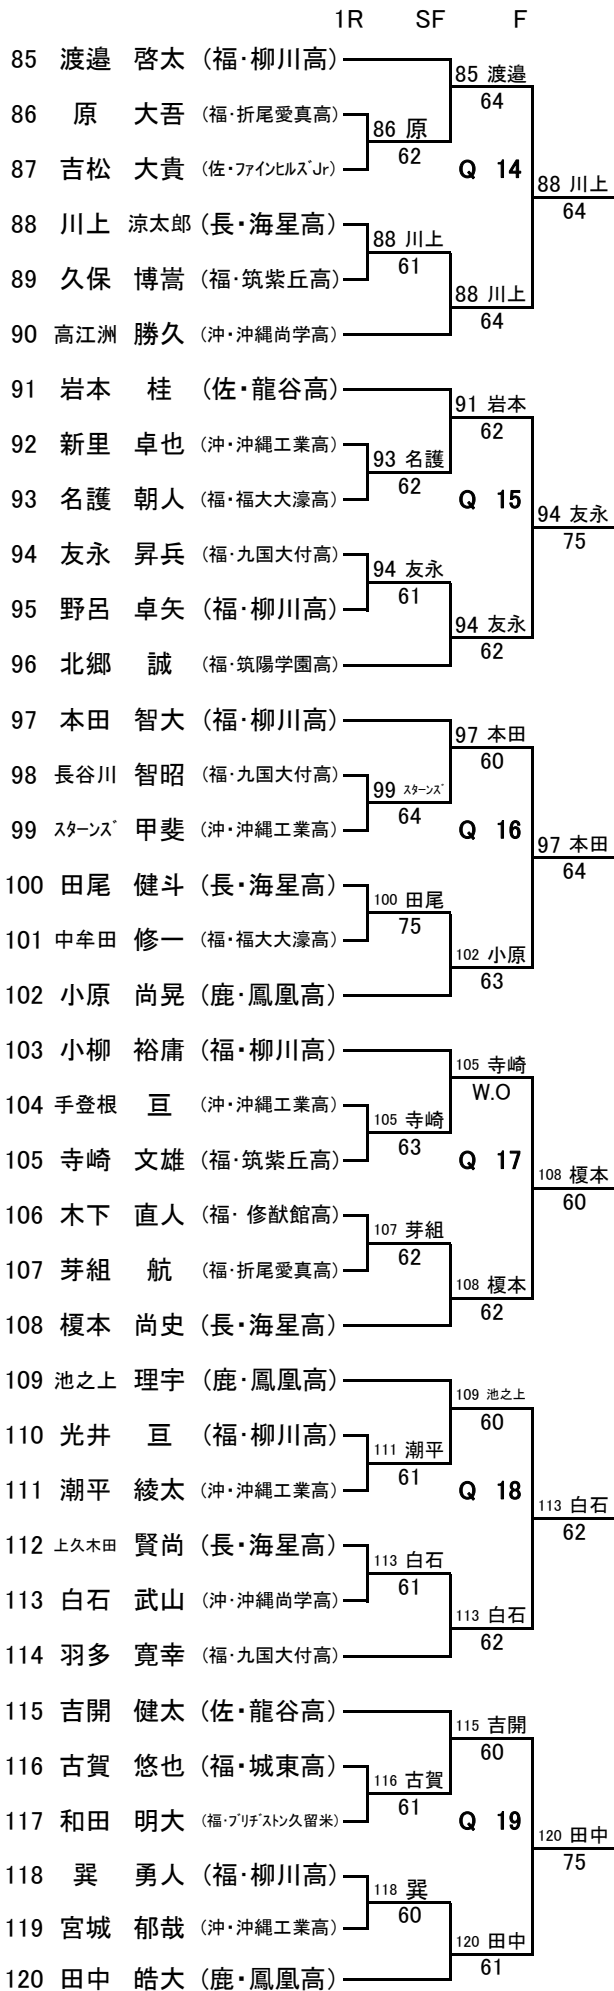 1R SF F
85 渡邉 啓太 (福・柳川高)
85 渡邉
64
86 原 大吾 (福・折尾愛真高)
86 原
62
87 吉松 大貴 (佐・ファインヒルズJr)
Q 14
88 川上
64
88 川上 涼太郎 (長・海星高)
88 川上
61
89 久保 博嵩 (福・筑紫丘高)
88 川上
64
90 高江洲 勝久 (沖・沖縄尚学高)
91 岩本 桂 (佐・龍谷高)
91 岩本
62
92 新里 卓也 (沖・沖縄工業高)
93 名護
62
93 名護 朝人 (福・福大大濠高)
Q 15
94 友永
75
94 友永 昇兵 (福・九国大付高)
94 友永
61
95 野呂 卓矢 (福・柳川高)
94 友永
62
96 北郷 誠 (福・筑陽学園高)
97 本田 智大 (福・柳川高)
97 本田
60
98 長谷川 智昭 (福・九国大付高)
99 スターンズ
64
99 スターンズ 甲斐 (沖・沖縄工業高)
Q 16
97 本田
64
100 田尾 健斗 (長・海星高)
100 田尾
75
101 中牟田 修一 (福・福大大濠高)
102 小原
63
102 小原 尚晃 (鹿・鳳凰高)
103 小柳 裕庸 (福・柳川高)
105 寺崎
W.O
104 手登根 亘 (沖・沖縄工業高)
105 寺崎
63
105 寺崎 文雄 (福・筑紫丘高)
Q 17
108 榎本
60
106 木下 直人 (福・ 修猷館高)
107 芽組
62
107 芽組 航 (福・折尾愛真高)
108 榎本
62
108 榎本 尚史 (長・海星高)
109 池之上 理宇 (鹿・鳳凰高)
109 池之上
60
110 光井 亘 (福・柳川高)
111 潮平
61
111 潮平 綾太 (沖・沖縄工業高)
Q 18
113 白石
62
112 上久木田 賢尚 (長・海星高)
113 白石
61
113 白石 武山 (沖・沖縄尚学高)
113 白石
62
114 羽多 寛幸 (福・九国大付高)
115 吉開 健太 (佐・龍谷高)
115 吉開
60
116 古賀 悠也 (福・城東高)
116 古賀
61
117 和田 明大 (福・ブリヂストン久留米)
Q 19
120 田中
75
118 巽 勇人 (福・柳川高)
118 巽
60
119 宮城 郁哉 (沖・沖縄工業高)
120 田中
61
120 田中 皓大 (鹿・鳳凰高)